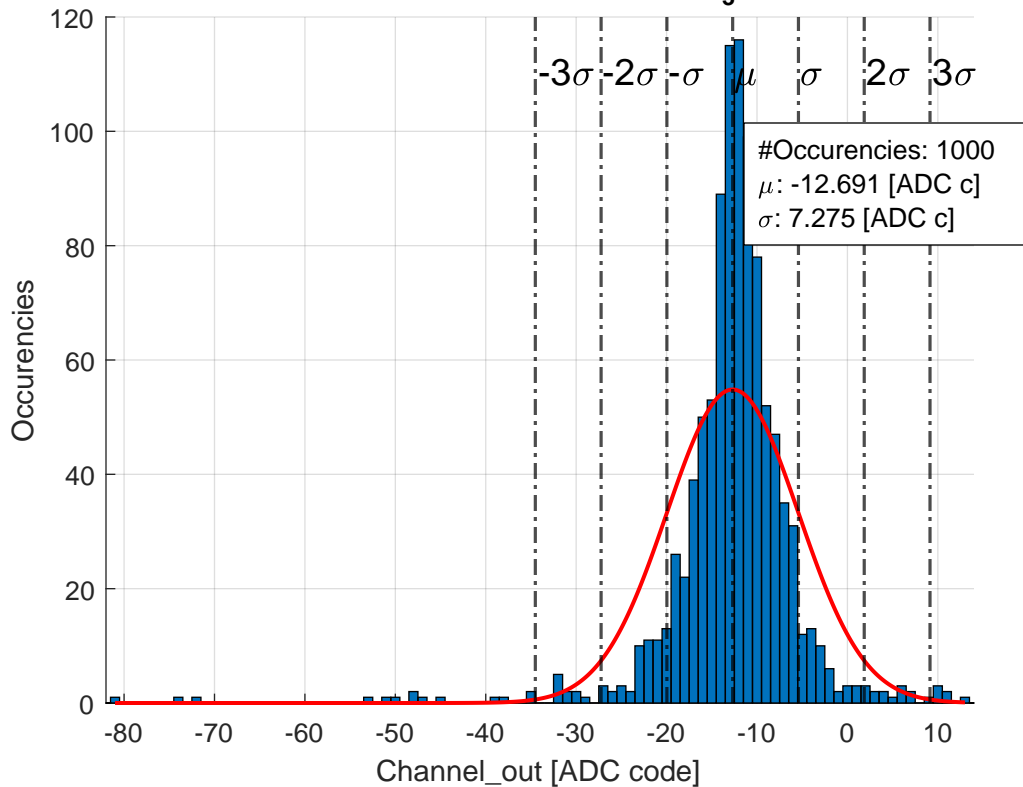 120
100
80
60
40
20
0
Occurencies
-3σ -2σ -σ μ σ 2σ 3σ
#Occurencies: 1000
μ: -12.691 [ADC c]
σ: 7.275 [ADC c]
-80 -70 -60 -50 -40 -30 -20 -10 0 10
Channel_out [ADC code]